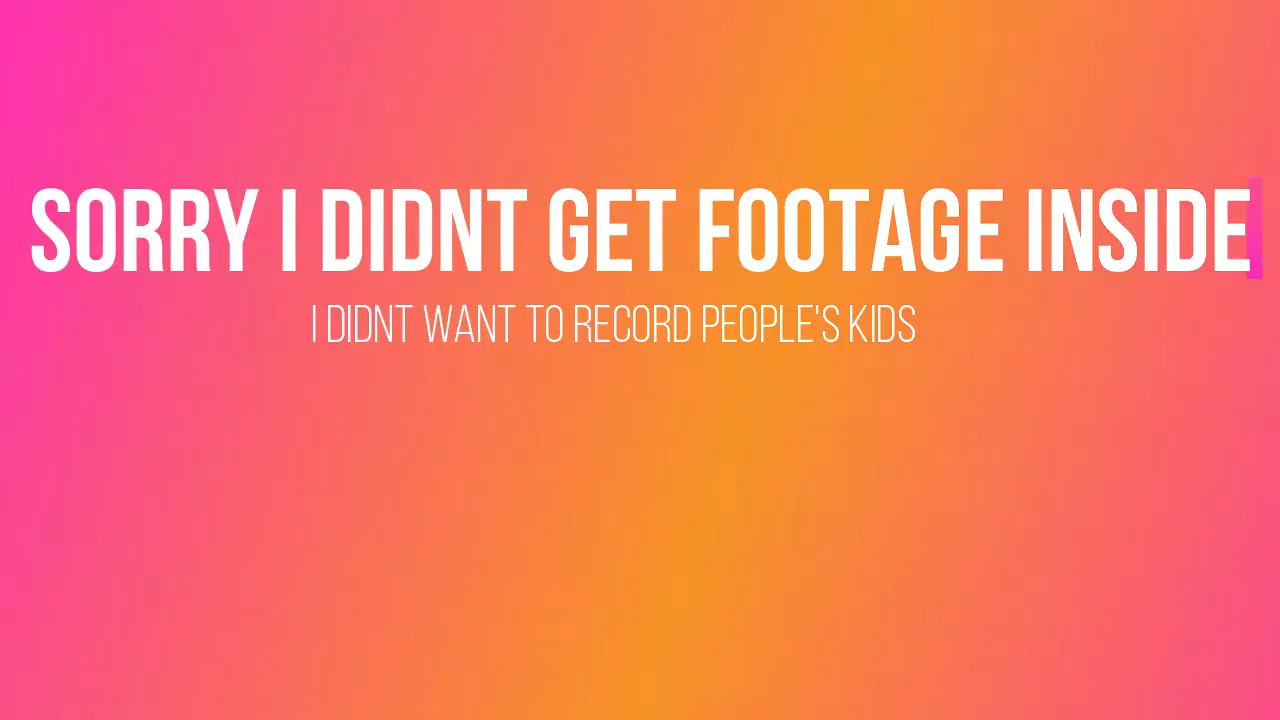 SORRY I DIDNT GET FOOTAGE INSIDE
I DIDNT WANT TO RECORD PEOPLE'S KIDS